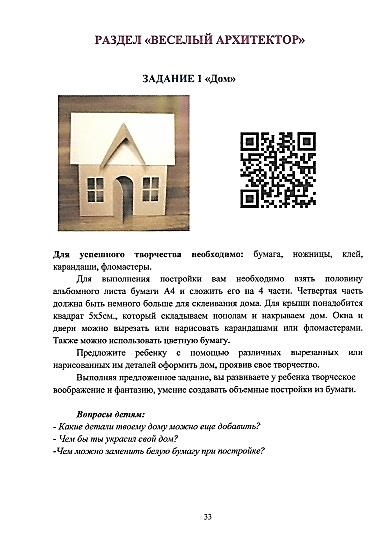 РАЗДЕЛ «ВЕСЕЛЫЙ АРХИТЕКТОР»
ЗАДАНИЕ 1 «Дом»
Для успешного творчества необходимо: бумага, ножницы, клей,
карандаши, фломастеры.
Для выполнения постройки вам необходимо взять половину
альбомного листа бумаги А4 и сложить его на 4 части. Четвертая часть
должна быть немного больше для склеивания дома. Для крыши понадобится
квадрат 5х5см., который складываем пополам и накрываем дом. Окна и
двери можно вырезать или нарисовать карандашами или фломастерами.
Также можно использовать цветную бумагу.
Предложите ребенку с помощью различных вырезанных или
нарисованных им деталей оформить дом, проявив свое творчество.
Выполняя предложенное задание, вы развиваете у ребенка творческое
воображение и фантазию, умение создавать объемные постройки из бумаги.
Вопросы детям:
- Какие детали твоему дому можно еще добавить?
- Чем бы ты украсил свой дом?
-Чем можно заменить белую бумагу при постройке?
33